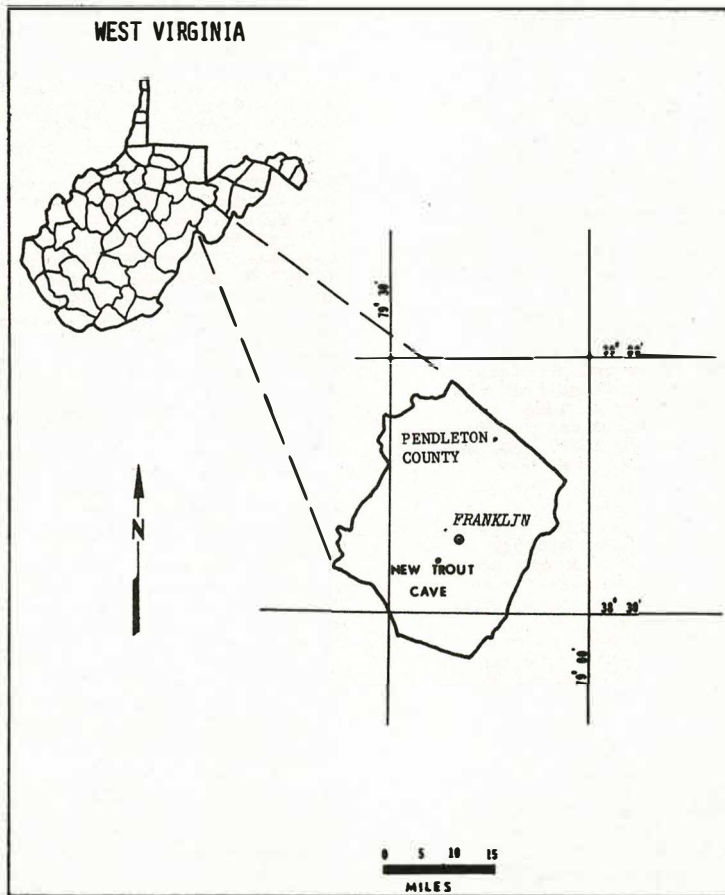 WEST VIRGINIA
79° 30'
PENDLETON
COUNTY
FRANKLIN
NEW TROUT
CAVE
N
38° 30'
79° 00'
0 5 10 15
MILES